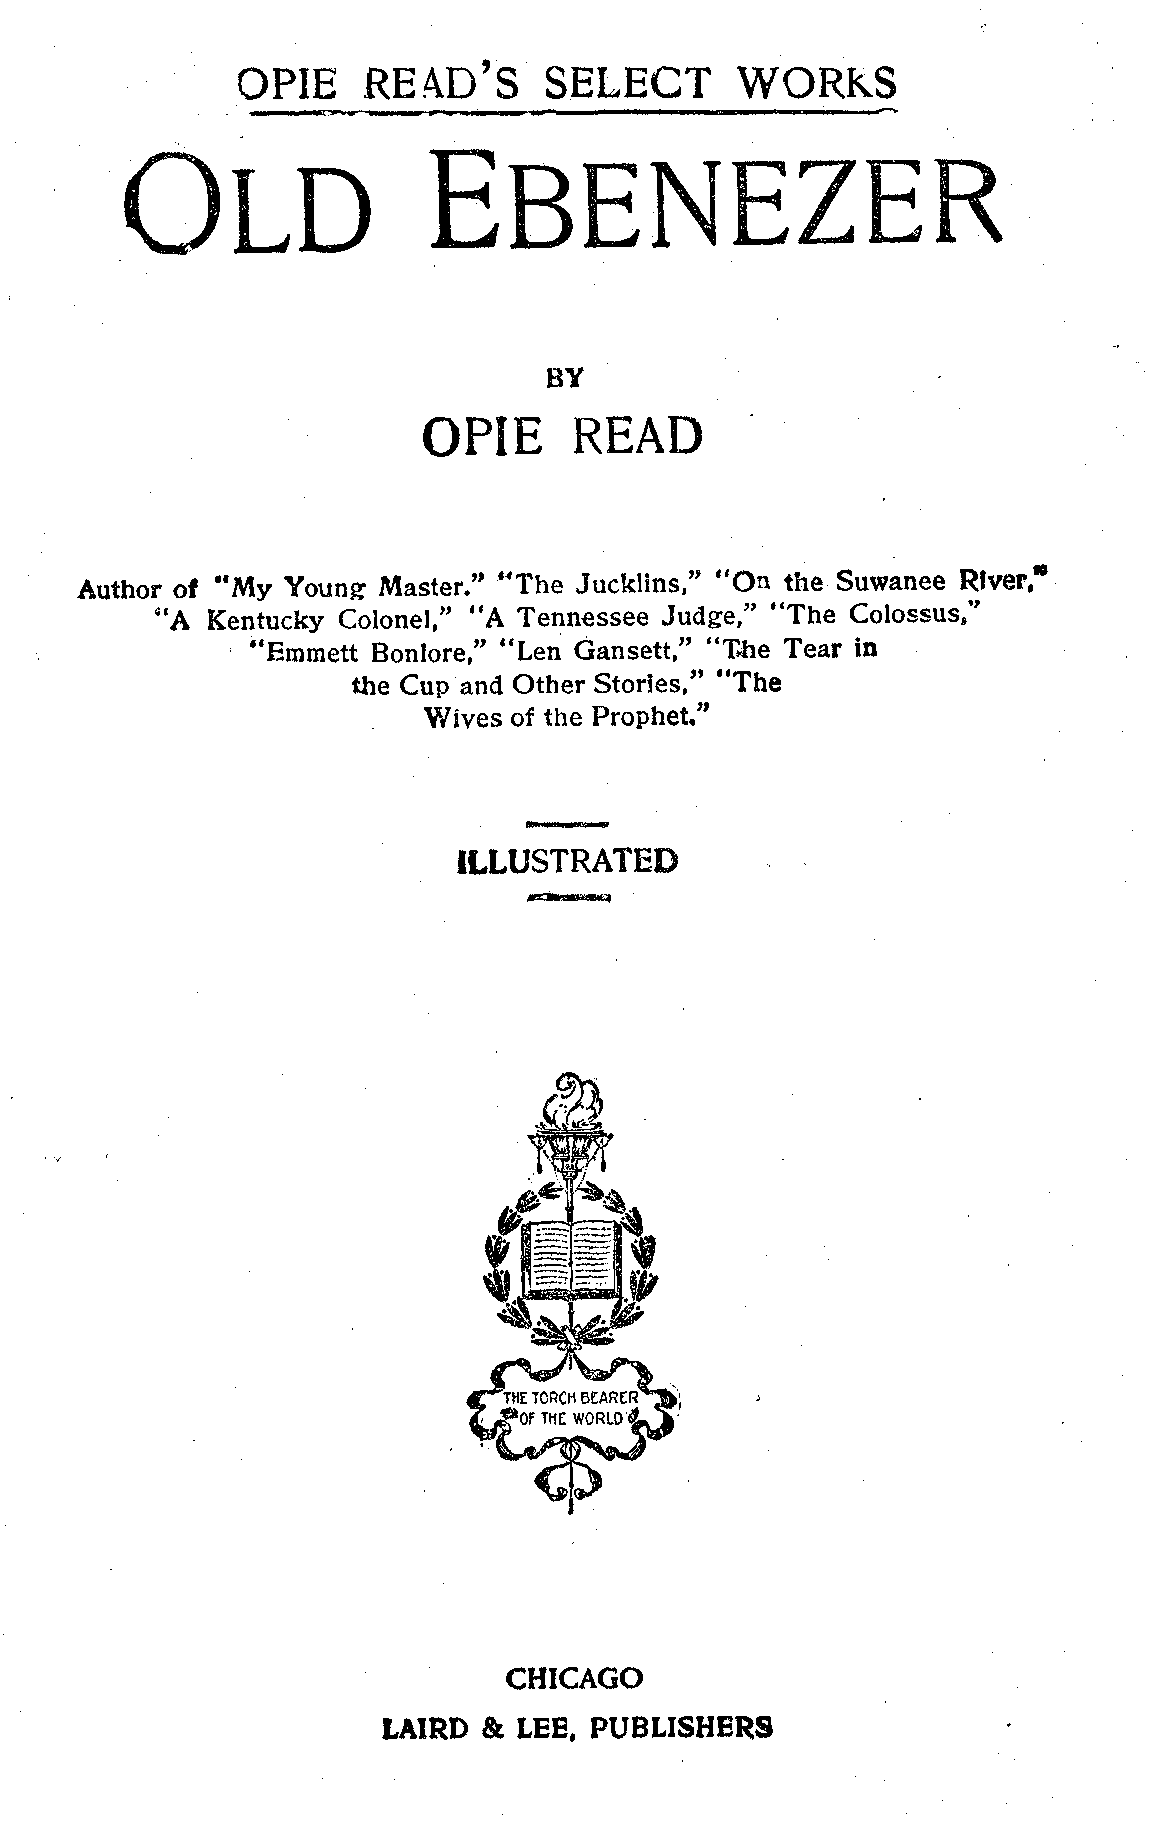 OPIE READ'S SELECT WORKS
OLD EBENEZER
BY
OPIE READ
Author of "My Young Master." "The Jucklins," "On the Suwanee River,"
"A Kentucky Colonel," "A Tennessee Judge," "The Colossus,"
"Emmett Bonlore," "Len Gansett," "The Tear in
the Cup and Other Stories," "The
Wives of the Prophet."
ILLUSTRATED
THE TORCH BEARER
OF THE WORLD
CHICAGO
LAIRD & LEE, PUBLISHERS